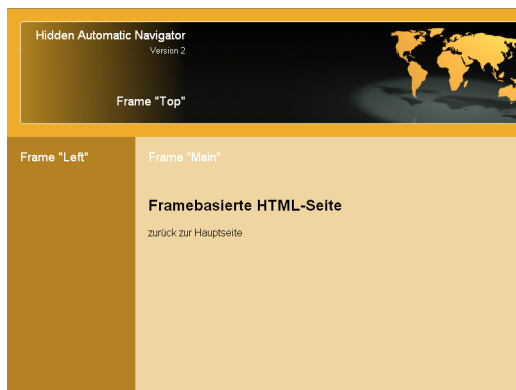 Hidden Automatic Navigator
Version 2
Frame "Top"
Frame "Left"
Frame "Main"
Framebasierte HTML-Seite
zurück zur Hauptseite